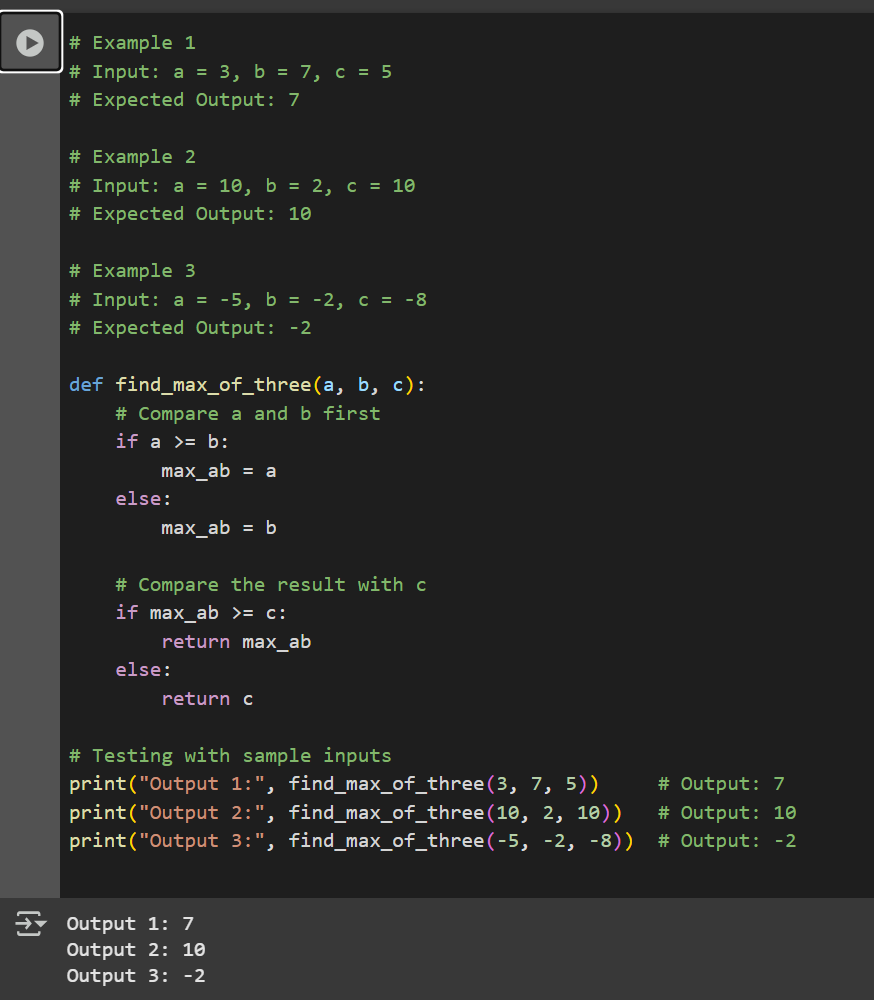 # Example 1
# Input: a = 3, b = 7, c = 5
# Expected Output: 7

# Example 2
# Input: a = 10, b = 2, c = 10
# Expected Output: 10

# Example 3
# Input: a = -5, b = -2, c = -8
# Expected Output: -2

def find_max_of_three(a, b, c):
    # Compare a and b first
    if a >= b:
        max_ab = a
    else:
        max_ab = b

    # Compare the result with c
    if max_ab >= c:
        return max_ab
    else:
        return c

# Testing with sample inputs
print("Output 1:", find_max_of_three(3, 7, 5))     # Output: 7
print("Output 2:", find_max_of_three(10, 2, 10))   # Output: 10
print("Output 3:", find_max_of_three(-5, -2, -8))  # Output: -2

Output 1: 7
Output 2: 10
Output 3: -2